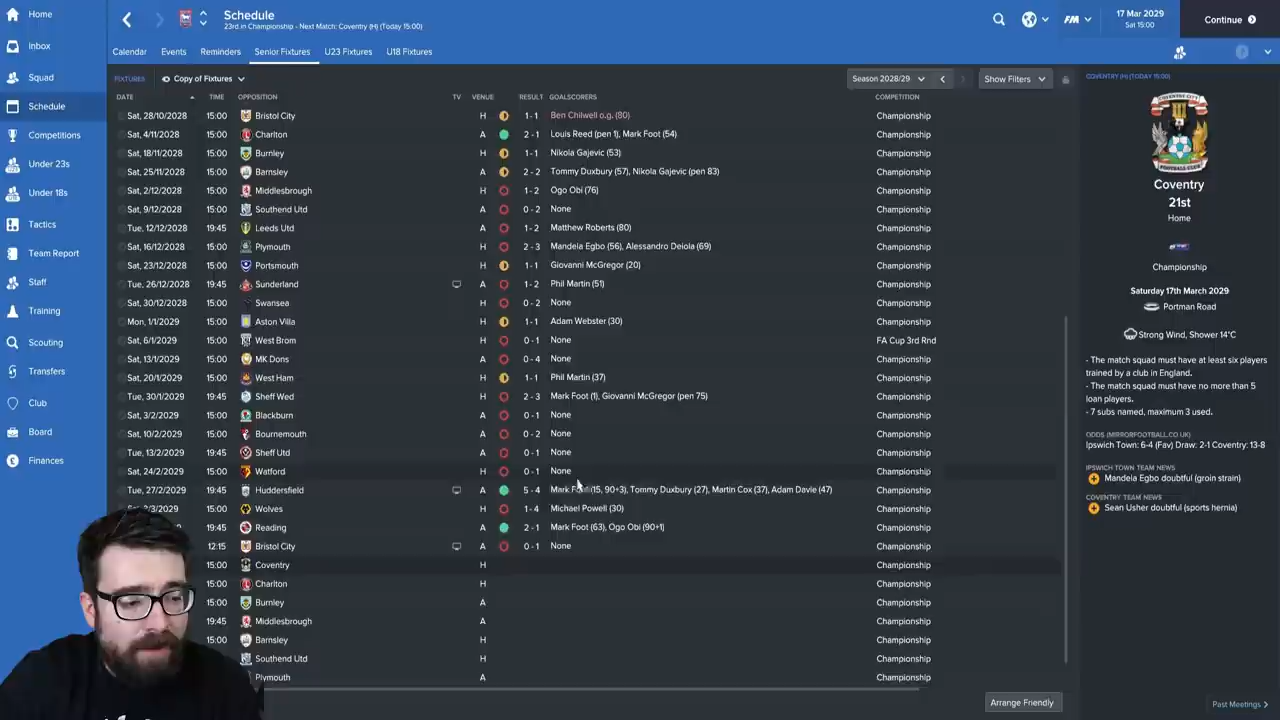 Home
Inbox
Squad
Schedule
Competitions
Under 23s
Under 18s
Tactics
Team Report
Staff
Training
Scouting
Transfers
Club
Board
Finances
Schedule
23rd in Championship - Next Match: Coventry (H) (Today 15:00)
FM
17 Mar 2029
Sat 15:00
Continue
Calendar Events Reminders Senior Fixtures U23 Fixtures U18 Fixtures
FIXTURES Copy of Fixtures Season 2028/29 Show Filters
DATE TIME OPPOSITION TV VENUE RESULT GOALSCORERS COMPETITION
Sat, 28/10/2028 15:00 Bristol City H 1-1 Ben Chilwell o.g. (80) Championship
Sat, 4/11/2028 15:00 Charlton A 2-1 Louis Reed (pen 1), Mark Foot (54) Championship
Sat, 18/11/2028 15:00 Burnley H 1-1 Nikola Gajevic (53) Championship
Sat, 25/11/2028 15:00 Barnsley A 2-2 Tommy Duxbury (57), Nikola Gajevic (pen 83) Championship
Sat, 2/12/2028 15:00 Middlesbrough H 1-2 Ogo Obi (76) Championship
Sat, 9/12/2028 15:00 Southend Utd A 0-2 None Championship
Tue, 12/12/2028 19:45 Leeds Utd A 1-2 Matthew Roberts (80) Championship
Sat, 16/12/2028 15:00 Plymouth H 2-3 Mandela Egbo (56), Alessandro Deiola (69) Championship
Sat, 23/12/2028 15:00 Portsmouth H 1-1 Giovanni McGregor (20) Championship
Tue, 26/12/2028 19:45 Sunderland A 1-2 Phil Martin (51) Championship
Sat, 30/12/2028 15:00 Swansea H 0-2 None Championship
Mon, 1/1/2029 15:00 Aston Villa H 1-1 Adam Webster (30) Championship
Sat, 6/1/2029 15:00 West Brom H 0-1 None FA Cup 3rd Rnd
Sat, 13/1/2029 15:00 MK Dons A 0-4 None Championship
Sat, 20/1/2029 15:00 West Ham H 1-1 Phil Martin (37) Championship
Tue, 30/1/2029 19:45 Sheff Wed H 2-3 Mark Foot (1), Giovanni McGregor (pen 75) Championship
Sat, 3/2/2029 15:00 Blackburn A 0-1 None Championship
Sat, 10/2/2029 15:00 Bournemouth A 0-2 None Championship
Tue, 13/2/2029 19:45 Sheff Utd A 0-1 None Championship
Sat, 24/2/2029 15:00 Watford H 0-1 None Championship
Tue, 27/2/2029 19:45 Huddersfield A 5-4 Mark (15, 90+3), Tommy Duxbury (27), Martin Cox (37), Adam Davie (47) Championship
3/2029 15:00 Wolves H 1-4 Michael Powell (30) Championship
19:45 Reading A 2-1 Mark Foot (63), Ogo Obi (90+1) Championship
12:15 Bristol City A 0-1 None Championship
15:00 Coventry H Championship
15:00 Charlton H Championship
15:00 Burnley A Championship
19:45 Middlesbrough A Championship
15:00 Barnsley H Championship
Southend Utd H Championship
Plymouth A Championship
Arrange Friendly
COVENTRY (H) (TODAY 15:00)
Coventry
21st
Home
Championship
Saturday 17th March 2029
Portman Road
Strong Wind, Shower 14°C
- The match squad must have at least six players
trained by a club in England.
- The match squad must have no more than 5
loan players.
- 7 subs named, maximum 3 used.
ODDS (MIRRORFOOTBALL.CO.UK)
Ipswich Town: 6-4 (Fav) Draw: 2-1 Coventry: 13-8
IPSWICH TOWN TEAM NEWS
Mandela Egbo doubtful (groin strain)
COVENTRY TEAM NEWS
Sean Usher doubtful (sports hernia)
Past Meetings